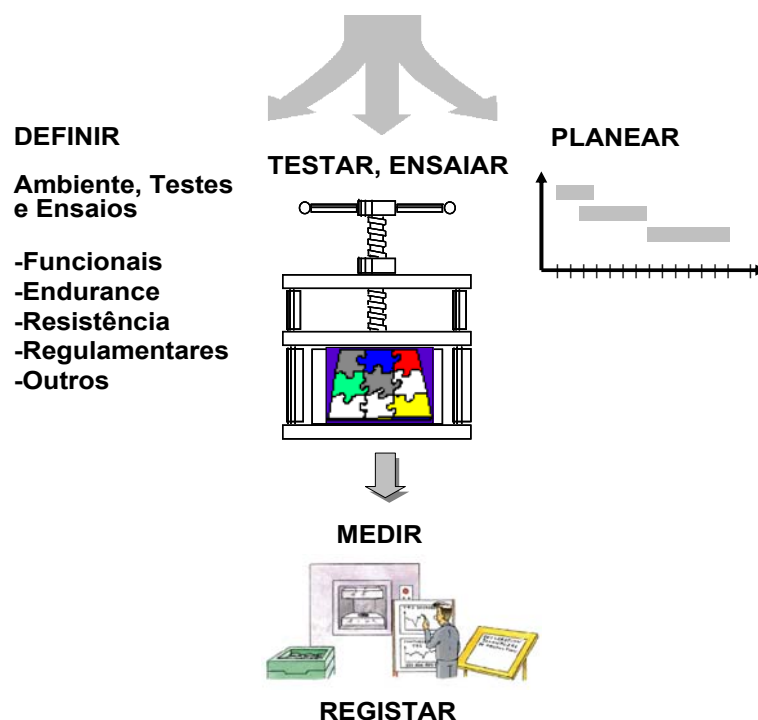 DEFINIR
Ambiente, Testes
e Ensaios
-Funcionais
-Endurance
-Resistência
-Regulamentares
-Outros
TESTAR, ENSAIAR
PLANEAR
MEDIR
REGISTAR